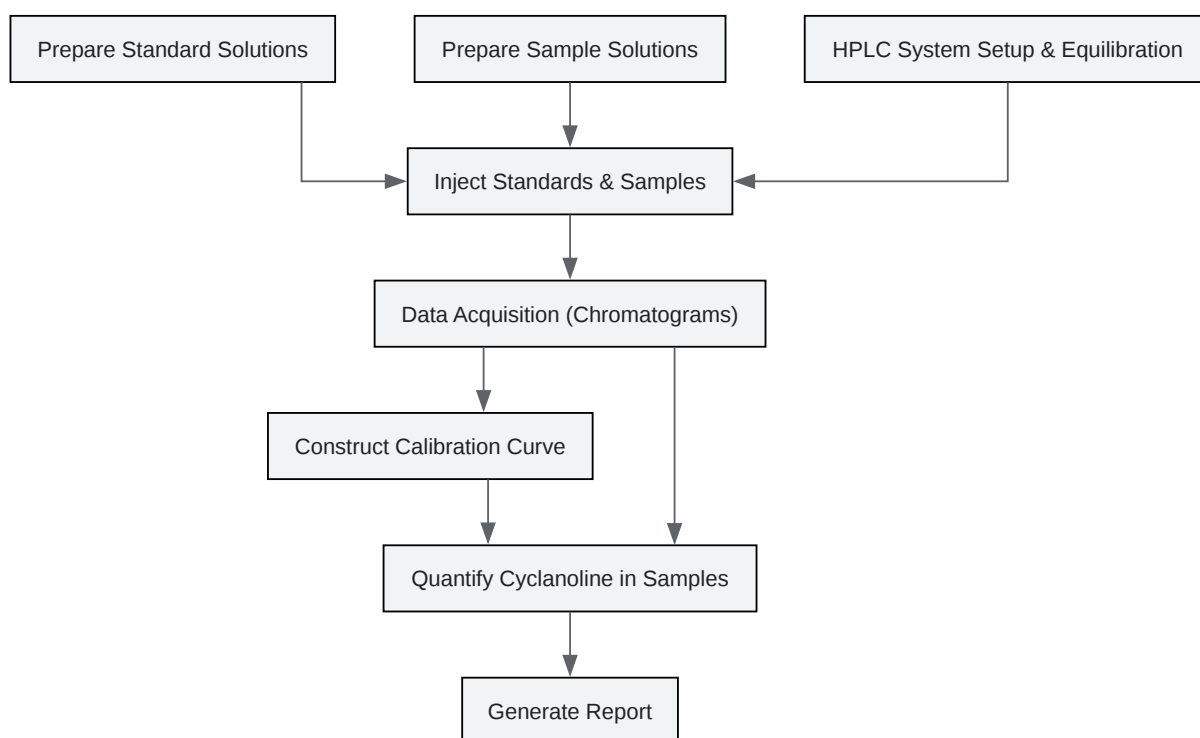 Prepare Standard Solutions
Prepare Sample Solutions
HPLC System Setup & Equilibration
Inject Standards & Samples
Data Acquisition (Chromatograms)
Construct Calibration Curve
Quantify Cyclanoline in Samples
Generate Report